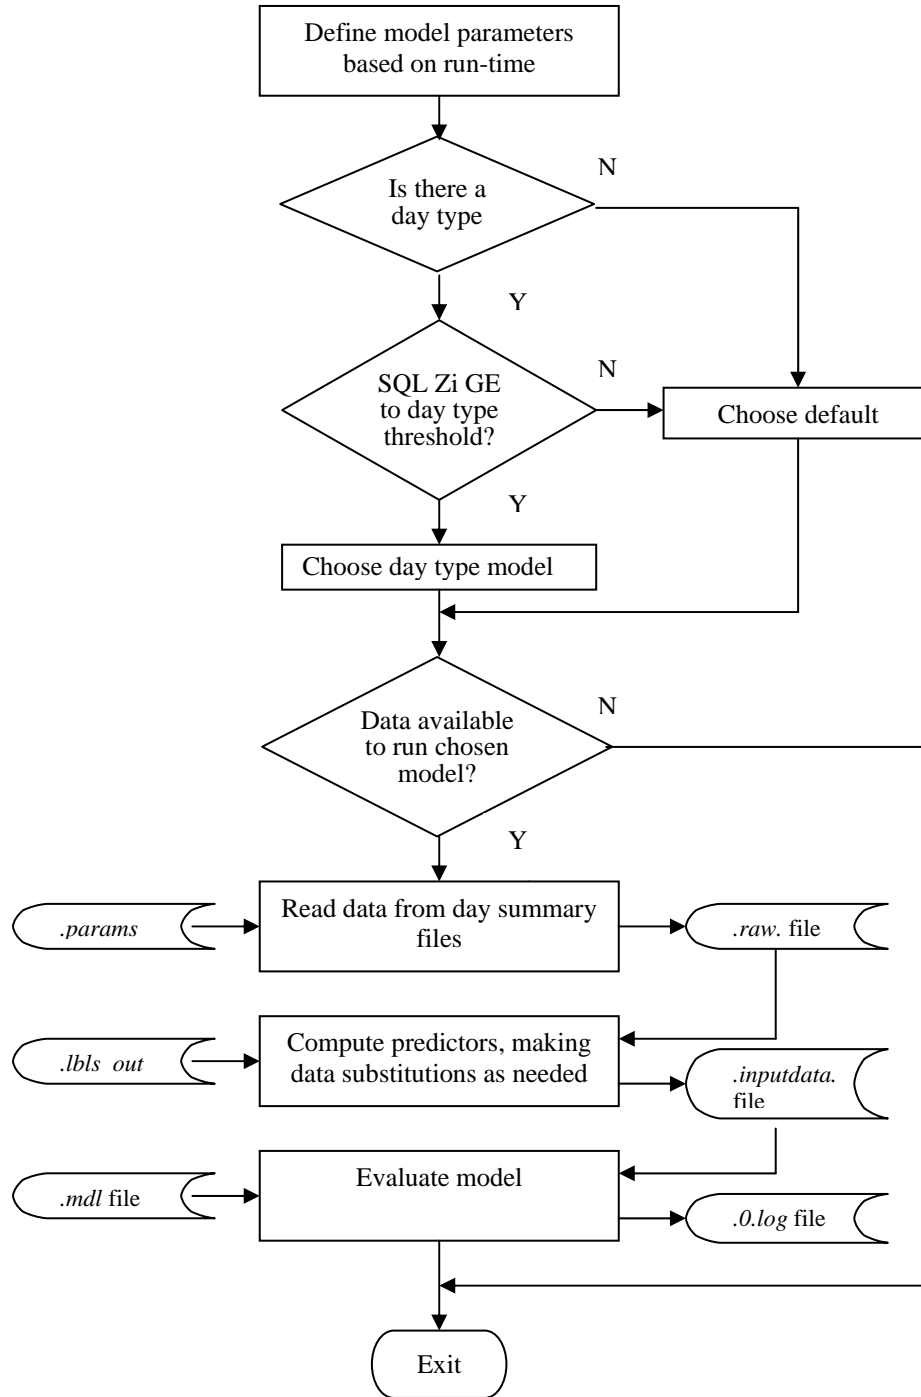 Define model parameters
based on run-time
N
Is there a
day type
Y
SQL Zi GE
to day type
threshold?
N
Choose default
Y
Choose day type model
N
Data available
to run chosen
model?
Y
.params
Read data from day summary
files
.raw. file
.lbls out
Compute predictors, making
data substitutions as needed
.inputdata.
file
.mdl file
Evaluate model
.0.log file
Exit